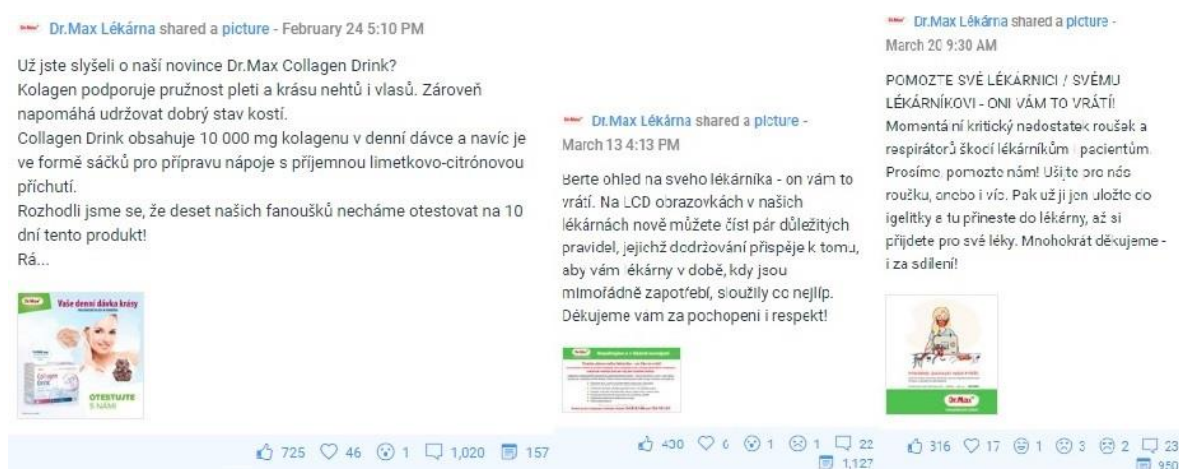 Dr.Max Lékárna shared a picture - February 24 5:10 PM
Už jste slyšeli o naší novince Dr.Max Collagen Drink?
Kolagen podporuje pružnost pleti a krásu nehtů i vlasů. Zároveň
napomáhá udržovat dobrý stav kostí.
Collagen Drink obsahuje 10 000 mg kolagenu v denní dávce a navíc je
ve formě sáčků pro přípravu nápoje s příjemnou limetkovo-citrónovou
příchutí.
Rozhodli jsme se, že deset našich fanoušků necháme otestovat na 10
dní tento produkt!
Rá...
Dr.Max
Vaše denní dávka krásy
Collagen
Drink
OTESTUJTE
S NÁMI
725 46 1 1,020 157
Dr.Max Lékárna shared a picture -
March 13 4:13 PM
Berte ohled na sveho lékárníka - on vám to
vrátí. Na LCD obrazovkách v našich
lékárnách nově můžete číst pár důležitých
pravidel, jejichž dodržování přispěje k tomu,
aby vám lékárny v době, kdy jsou
mimořádně zapotřebí, sloužily co nejlíp.
Děkujeme vám za pochopení i respekt!
430 6 1 1 22
1,127
Dr.Max Lékárna shared a picture -
March 20 9:30 AM
POMOZTE SVÉ LÉKÁRNICI / SVÉMU
LÉKÁRNÍKOVI - ONI VÁM TO VRÁTÍ!
Momentální kritický nedostatek roušek a
respirátorů škodí lékárníkům i pacientům.
Prosíme, pomozte nám! Ušijte pro nás
roušku, anebo i víc. Pak už ji jen uložte do
igelitky a tu přineste do lékárny, až si
přijdete pro své léky. Mnohokrát děkujeme -
i za sdílení!
Dr.Max
316 17 1 3 2 23
950